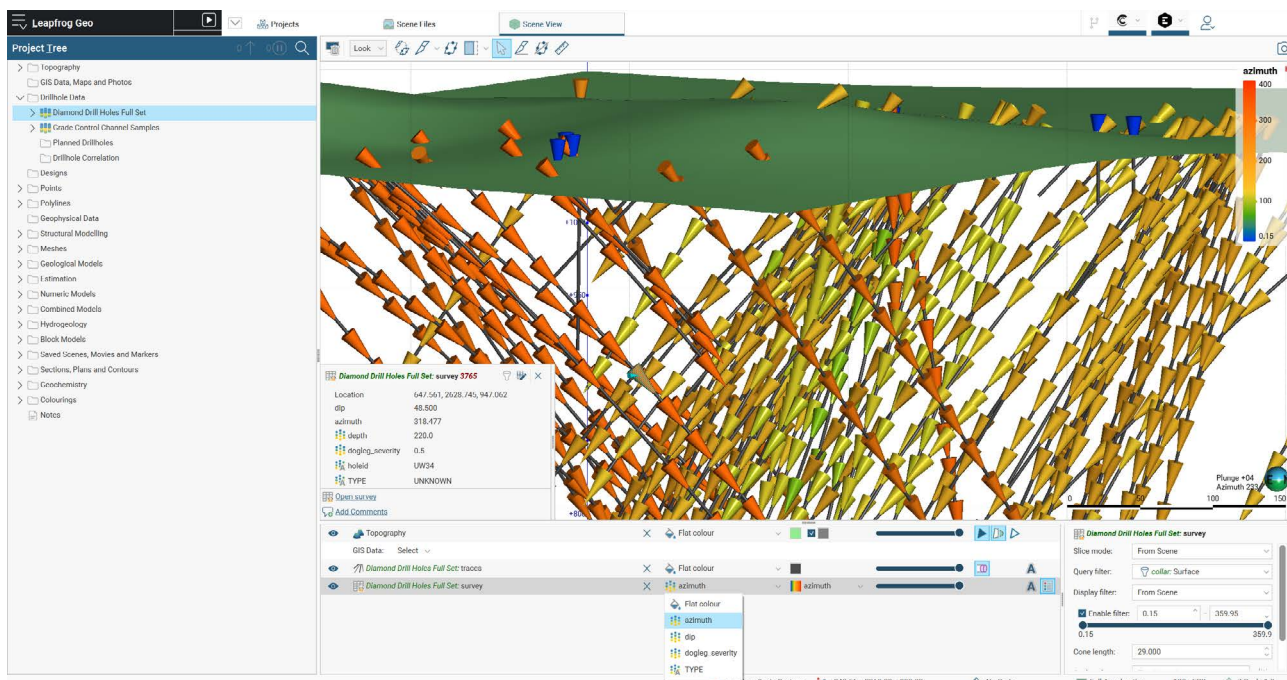 Leapfrog Geo
Projects
Scene Files
Scene View
Project Tree
0
0
Look
Topography
GIS Data, Maps and Photos
Drillhole Data
Diamond Drill Holes Full Set
Grade Control Channel Samples
Planned Drillholes
Drillhole Correlation
Designs
Points
Polylines
Geophysical Data
Structural Modelling
Meshes
Geological Models
Estimation
Numeric Models
Combined Models
Hydrogeology
Block Models
Saved Scenes, Movies and Markers
Sections, Plans and Contours
Geochemistry
Colourings
Notes
azimuth
400
300
200
100
0.15
Diamond Drill Holes Full Set: survey 3765
Location 647.561, 2628.745, 947.062
dip 48.500
azimuth 318.477
depth 220.0
dogleg_severity 0.5
holeid UW34
TYPE UNKNOWN
Open survey
Add Comments
Plunge +04
Azimuth 233
0 50 100 150
Topography Flat colour
GIS Data: Select
Diamond Drill Holes Full Set: traces Flat colour A
Diamond Drill Holes Full Set: survey azimuth azimuth A
Flat colour
azimuth
dip
dogleg_severity
TYPE
Diamond Drill Holes Full Set: survey
Slice mode: From Scene
Query filter: collar: Surface
Display filter: From Scene
Enable filter: 0.15 - 359.95
0.15 359.9
Cone length: 29.000